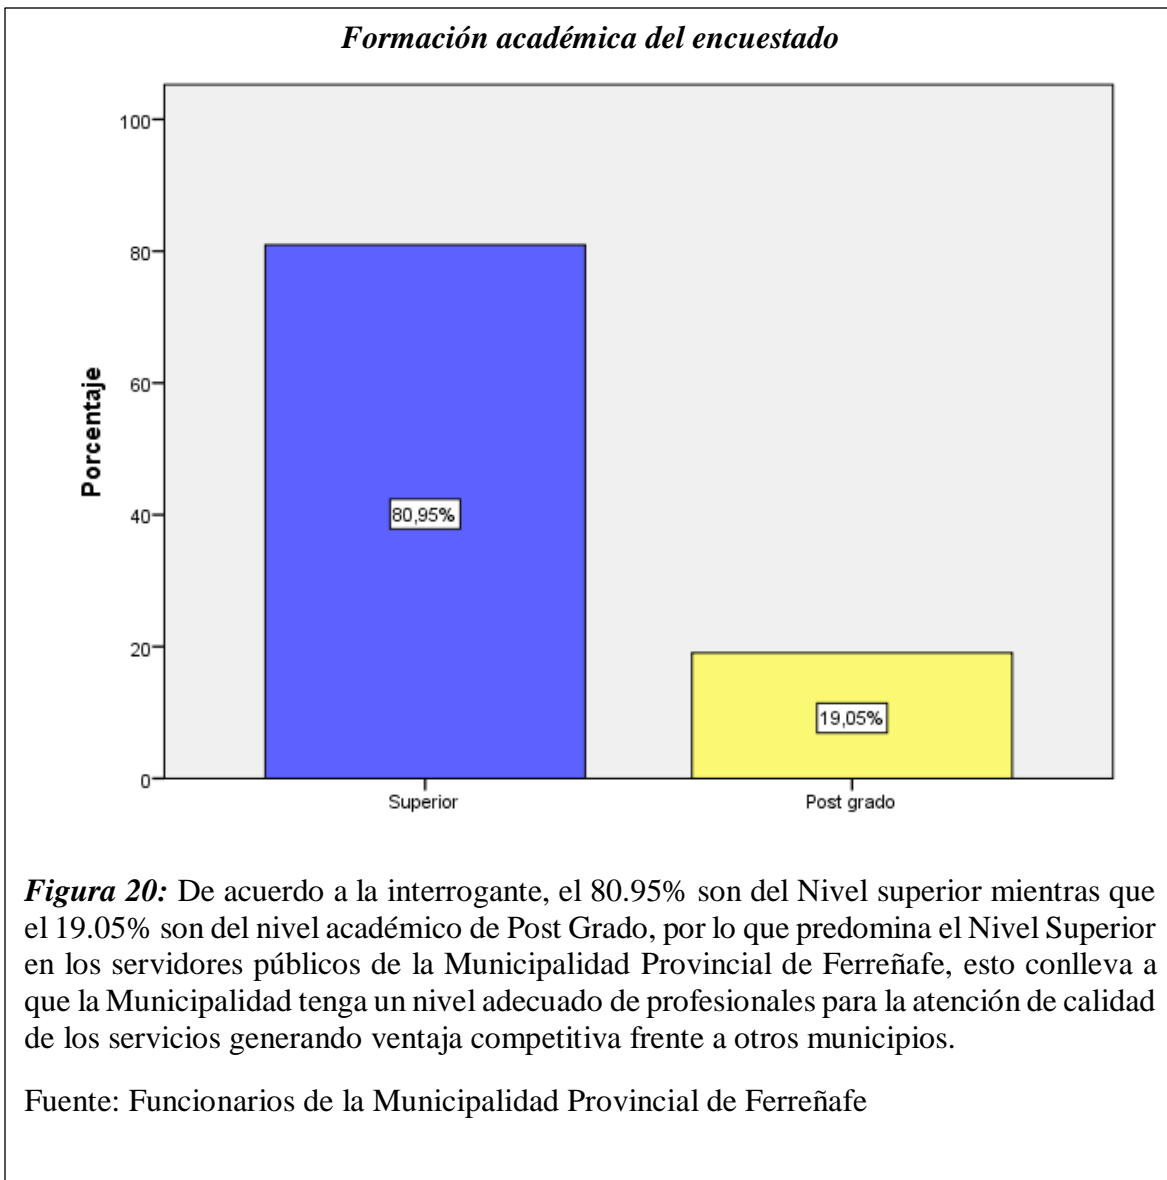 Formación académica del encuestado
100
80
60
40
20
0
Porcentaje
80,95%
19,05%
Superior
Post grado
Figura 20: De acuerdo a la interrogante, el 80.95% son del Nivel superior mientras que
el 19.05% son del nivel académico de Post Grado, por lo que predomina el Nivel Superior
en los servidores públicos de la Municipalidad Provincial de Ferreñafe, esto conlleva a
que la Municipalidad tenga un nivel adecuado de profesionales para la atención de calidad
de los servicios generando ventaja competitiva frente a otros municipios.
Fuente: Funcionarios de la Municipalidad Provincial de Ferreñafe